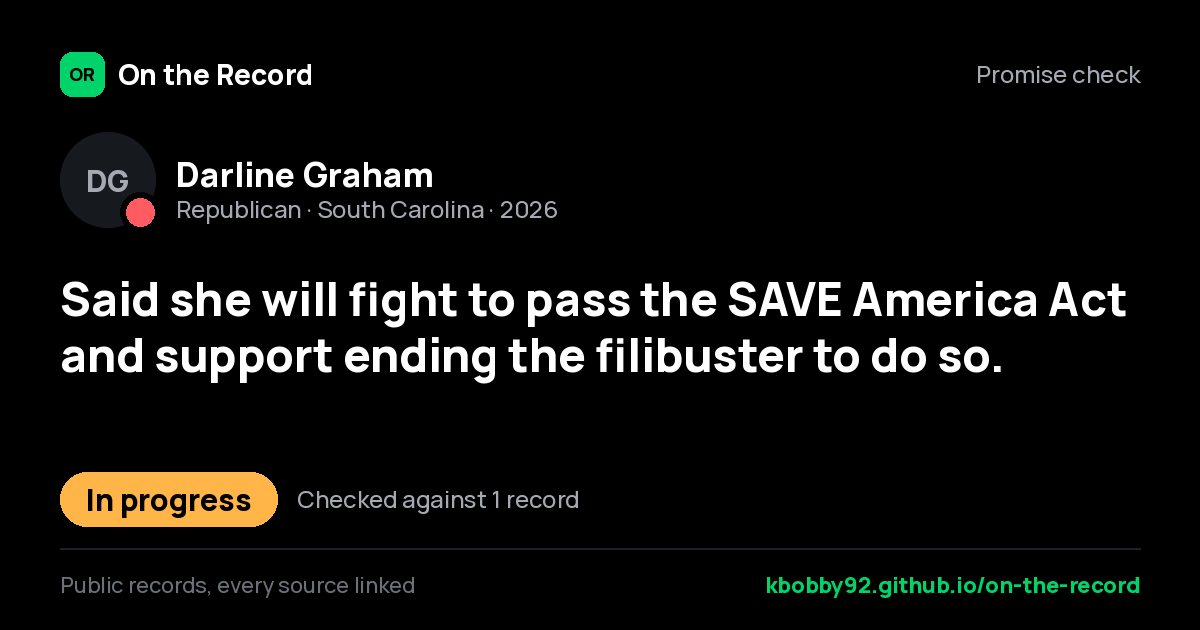 OR On the Record
Promise check
DG
Darline Graham
Republican · South Carolina · 2026
Said she will fight to pass the SAVE America Act
and support ending the filibuster to do so.
In progress
Checked against 1 record
Public records, every source linked
kbobby92.github.io/on-the-record